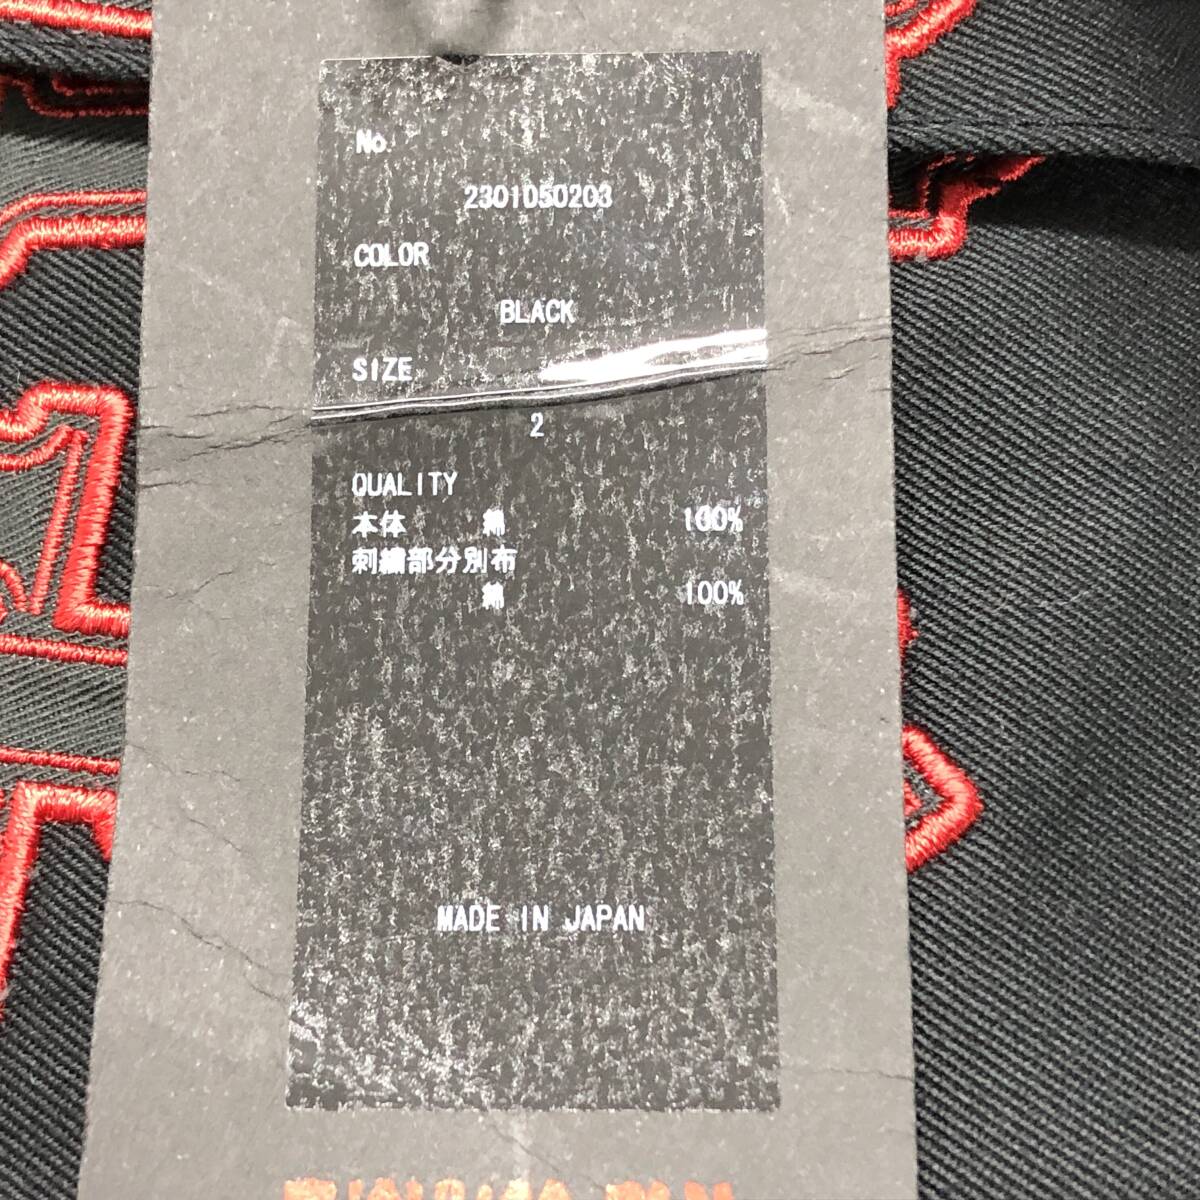 No.
2301050203
COLOR
BLACK
SIZE
2
QUALITY
本体 綿 100%
刺繍部分別布
綿 100%
MADE IN JAPAN